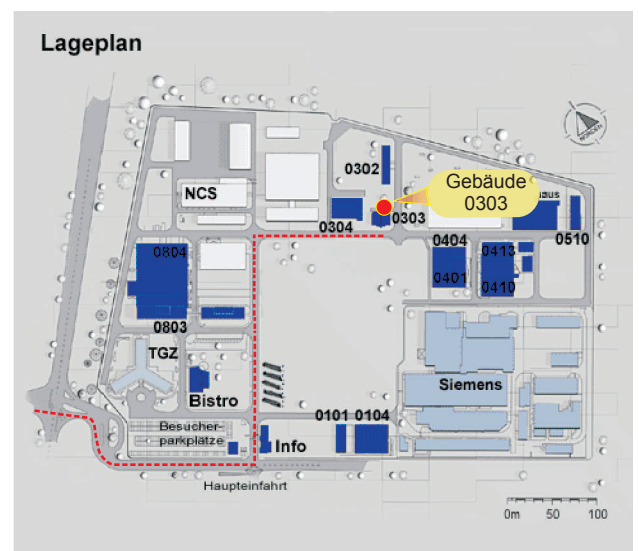 Lageplan
NORDEN
0302
Gebäude
0303
NCS
haus
0304
0303
0404
0413
0510
0804
0401
0410
0803
TGZ
Siemens
Bistro
0101 0104
Besucher-
parkplätze
Info
Haupteinfahrt
0m 50 100